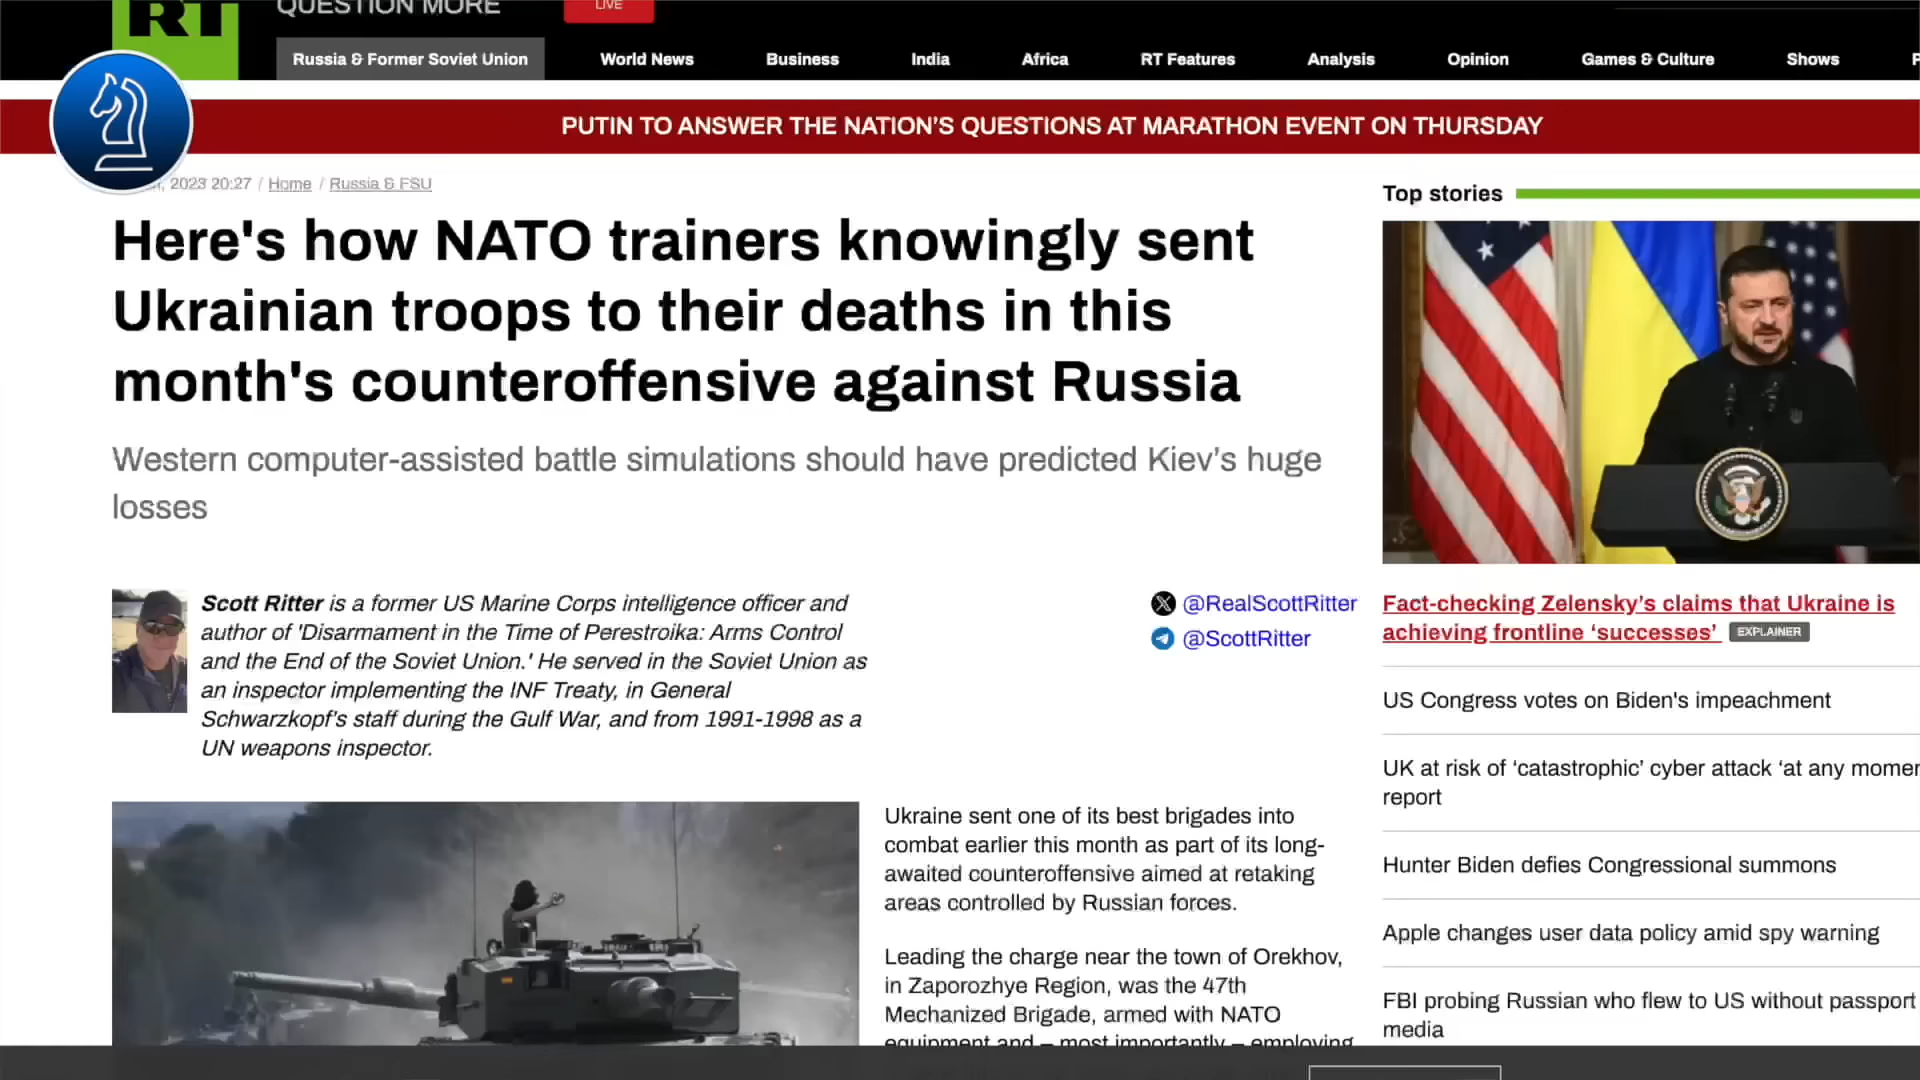 RT
QUESTION MORE
LIVE
Russia & Former Soviet Union
World News
Business
India
Africa
RT Features
Analysis
Opinion
Games & Culture
Shows
PUTIN TO ANSWER THE NATION’S QUESTIONS AT MARATHON EVENT ON THURSDAY
2023 20:27 / Home / Russia & FSU
Here's how NATO trainers knowingly sent
Ukrainian troops to their deaths in this
month's counteroffensive against Russia
Western computer-assisted battle simulations should have predicted Kiev’s huge
losses
Scott Ritter is a former US Marine Corps intelligence officer and
author of 'Disarmament in the Time of Perestroika: Arms Control
and the End of the Soviet Union.' He served in the Soviet Union as
an inspector implementing the INF Treaty, in General
Schwarzkopf's staff during the Gulf War, and from 1991-1998 as a
UN weapons inspector.
@RealScottRitter
@ScottRitter
Ukraine sent one of its best brigades into
combat earlier this month as part of its long-
awaited counteroffensive aimed at retaking
areas controlled by Russian forces.
Leading the charge near the town of Orekhov,
in Zaporozhye Region, was the 47th
Mechanized Brigade, armed with NATO
equipment and – most importantly – employing
Top stories
Fact-checking Zelensky’s claims that Ukraine is
achieving frontline ‘successes’ EXPLAINER
US Congress votes on Biden's impeachment
UK at risk of ‘catastrophic’ cyber attack ‘at any
report
Hunter Biden defies Congressional summons
Apple changes user data policy amid spy warning
FBI probing Russian who flew to US without passport
media